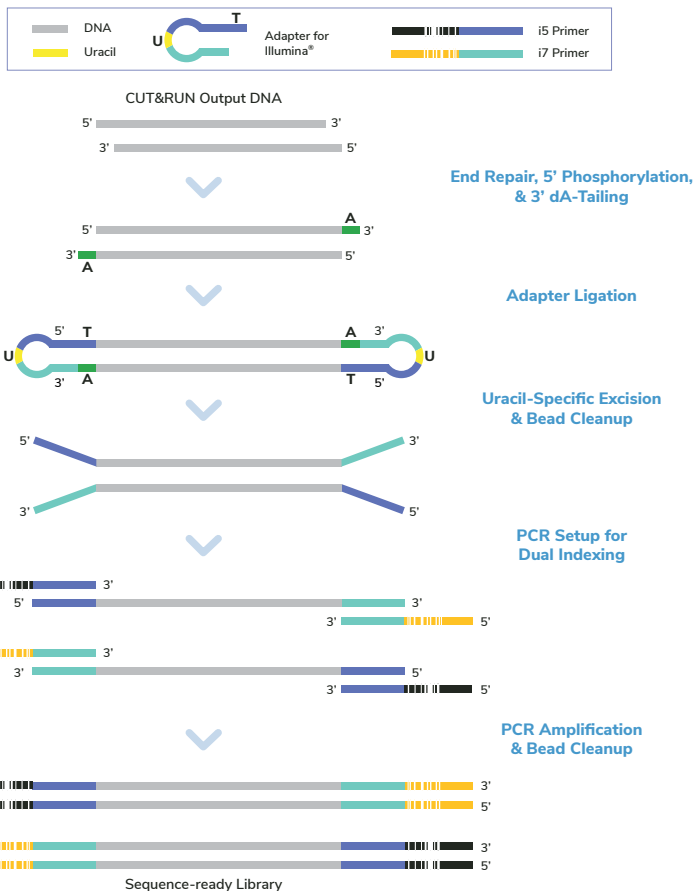 DNA
Uracil
U
T
Adapter for
Illumina®
i5 Primer
i7 Primer
CUT&RUN Output DNA
5’ 3’
3’ 5’
End Repair, 5’ Phosphorylation,
& 3’ dA-Tailing
A
5’ 3’
3’ 5’
A
Adapter Ligation
5’ T A 3’
U U
3’ A T 5’
Uracil-Specific Excision
& Bead Cleanup
5’ 3’
3’ 5’
PCR Setup for
Dual Indexing
3’
5’ 3’
3’ 5’
3’
3’ 5’
3’ 5’
PCR Amplification
& Bead Cleanup
3’
5’
3’
5’
Sequence-ready Library